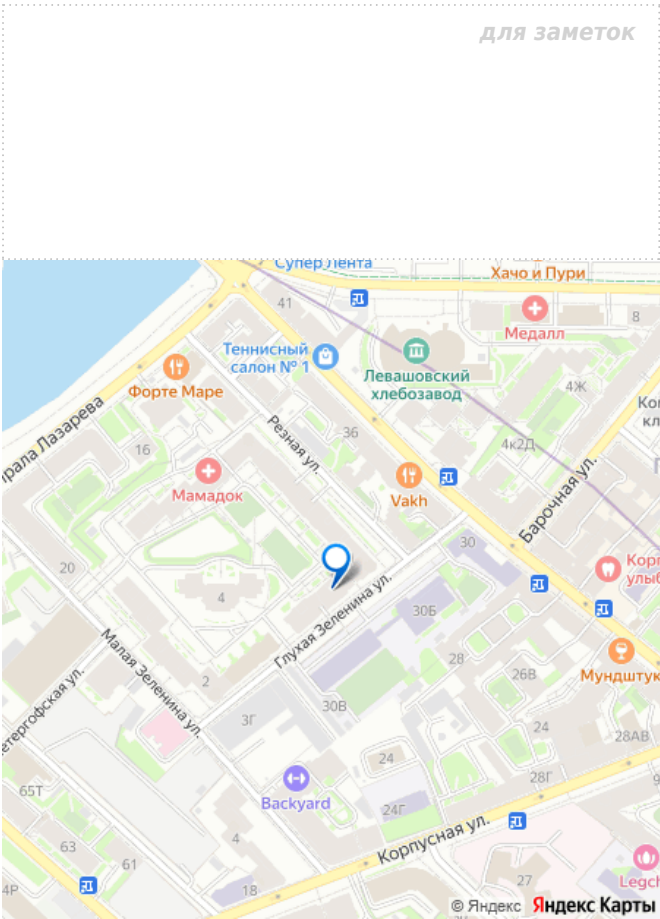 для заметок
Супер Лента
Хачо и Пури
41
8
Медалл
Теннисный
салон № 1
Левашовский
хлебозавод
Форте Маре
4Ж
36
Резная ул.
4к2Д
16
Мамадок
Vakh
Барочная ул.
30
20
4
30Б
Глухая Зеленина ул.
Малая Зеленина ул.
28
26В
Мундштук
2
3Г
30В
24
28АВ
24
28Г
Backyard
65Т
24Г
Корпусная ул.
4
63
61
27
4Р
18
© Яндекс Яндекс Карты